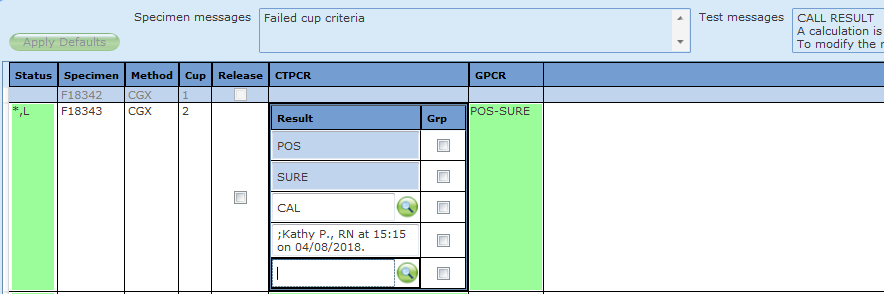 Specimen messages
Failed cup criteria
Test messages
CALL RESULT
A calculation is
To modify the
Apply Defaults
Status Specimen Method Cup Release CTPCR GPCR
F18342 CGX 1
*,L F18343 CGX 2 POS-SURE
Result Grp
POS
SURE
CAL
;Kathy P., RN at 15:15
on 04/08/2018.